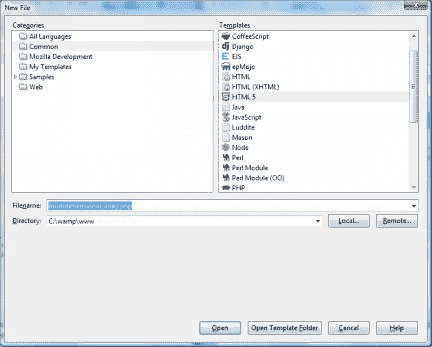 New File
Categories
All Languages
Common
Mozilla Development
My Templates
Samples
Web
Templates
CoffeeScript
Django
EJS
epMojo
HTML
HTML (XHTML)
HTML 5
Java
JavaScript
Luddite
Mason
Node
Perl
Perl Module
Perl Module (OO)
PHP
Filename:
Directory: C:\wamp\www
Local...
Remote...
Open
Open Template Folder
Cancel
Help